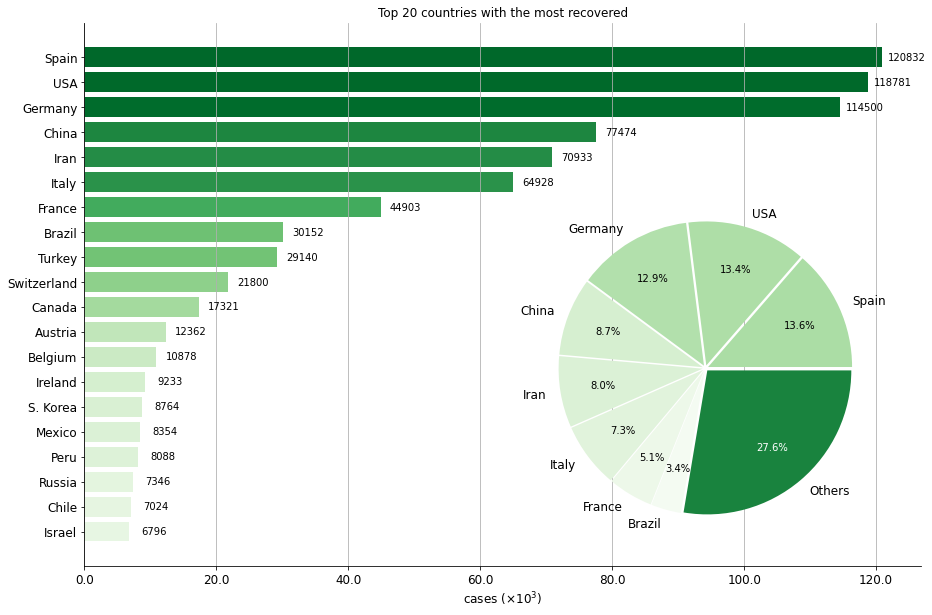 Top 20 countries with the most recovered
Spain 120832
USA 118781
Germany 114500
China 77474
Iran 70933
Italy 64928
France 44903
Brazil 30152
Turkey 29140
Switzerland 21800
Canada 17321
Austria 12362
Belgium 10878
Ireland 9233
S. Korea 8764
Mexico 8354
Peru 8088
Russia 7346
Chile 7024
Israel 6796
USA
13.4%
Germany
12.9%
Spain
13.6%
China
8.7%
Iran
8.0%
Italy
7.3%
France
5.1%
Brazil
3.4%
Others
27.6%
0.0 20.0 40.0 60.0 80.0 100.0 120.0
cases (×10³)